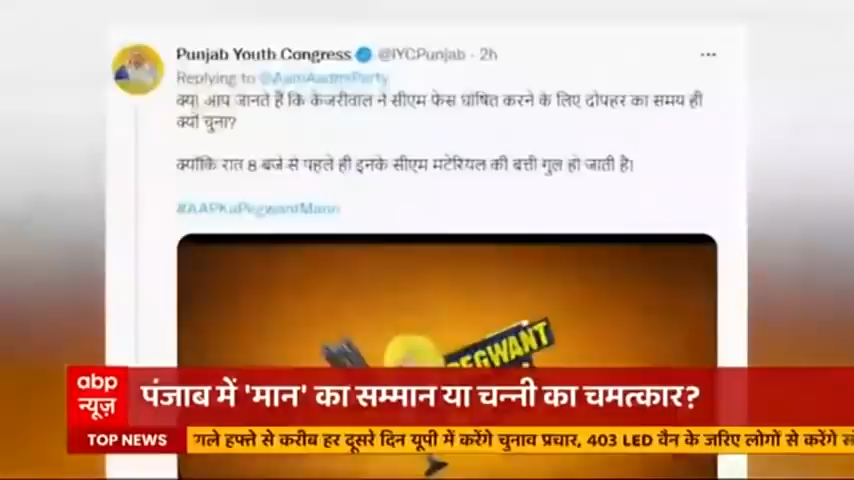 Punjab Youth Congress @IYCPunjab · 2h
Replying to @AamAadmiParty
क्या आप जानते हैं कि केजरीवाल ने सीएम फेस घोषित करने के लिए दोपहर का समय ही
क्यों चुना?
क्योंकि रात 8 बजे से पहले ही इनके सीएम मटेरियल की बत्ती गुल हो जाती है।
#AAPKaPegwantMann
PEGWANT
abp
न्यूज़
पंजाब में 'मान' का सम्मान या चन्नी का चमत्कार?
TOP NEWS
गले हफ्ते से करीब हर दूसरे दिन यूपी में करेंगे चुनाव प्रचार, 403 LED वैन के जरिए लोगों से करेंगे